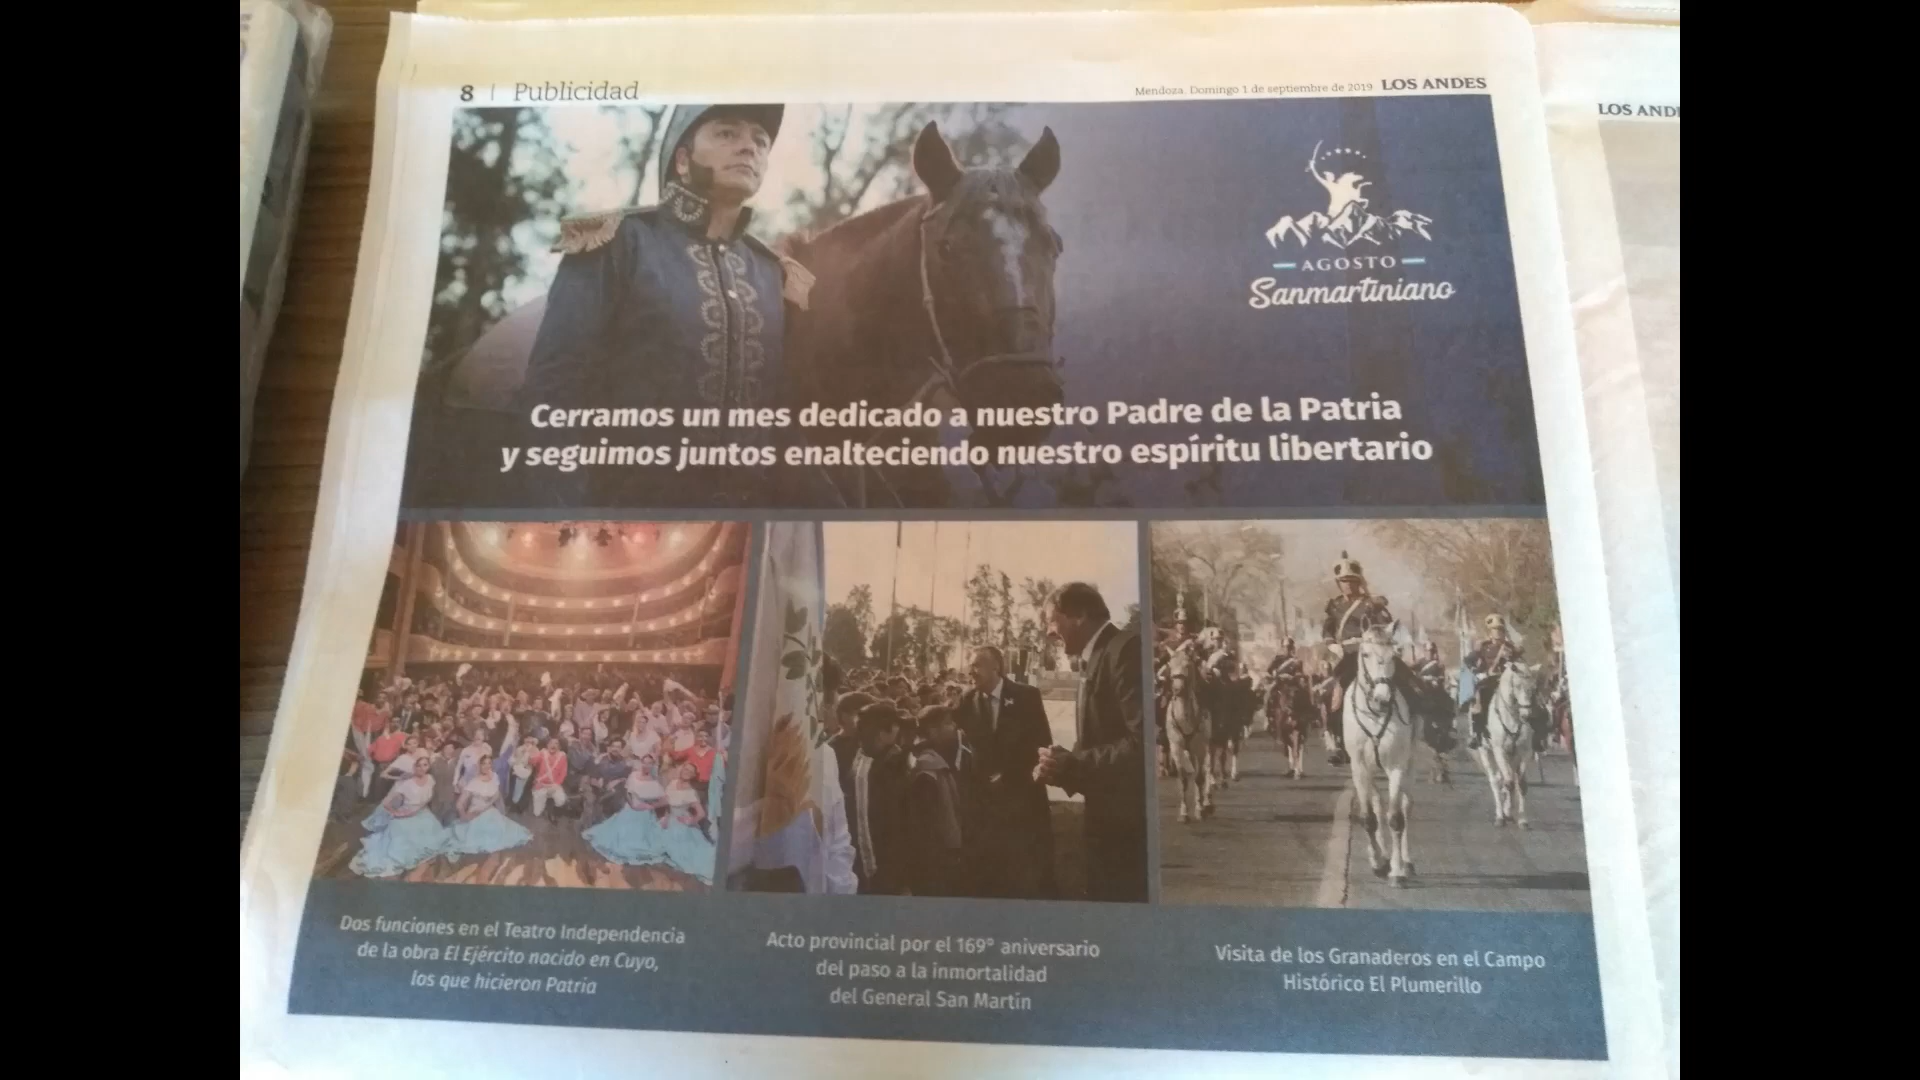 8 | Publicidad
Mendoza. Domingo 1 de septiembre de 2019 LOS ANDES
LOS
AGOSTO
Sanmartiniano
Cerramos un mes dedicado a nuestro Padre de la Patria
y seguimos juntos enalteciendo nuestro espíritu libertario
Dos funciones en el Teatro Independencia
de la obra El Ejército nacido en Cuyo,
los que hicieron Patria
Acto provincial por el 169° aniversario
del paso a la inmortalidad
del General San Martín
Visita de los Granaderos en el Campo
Histórico El Plumerillo